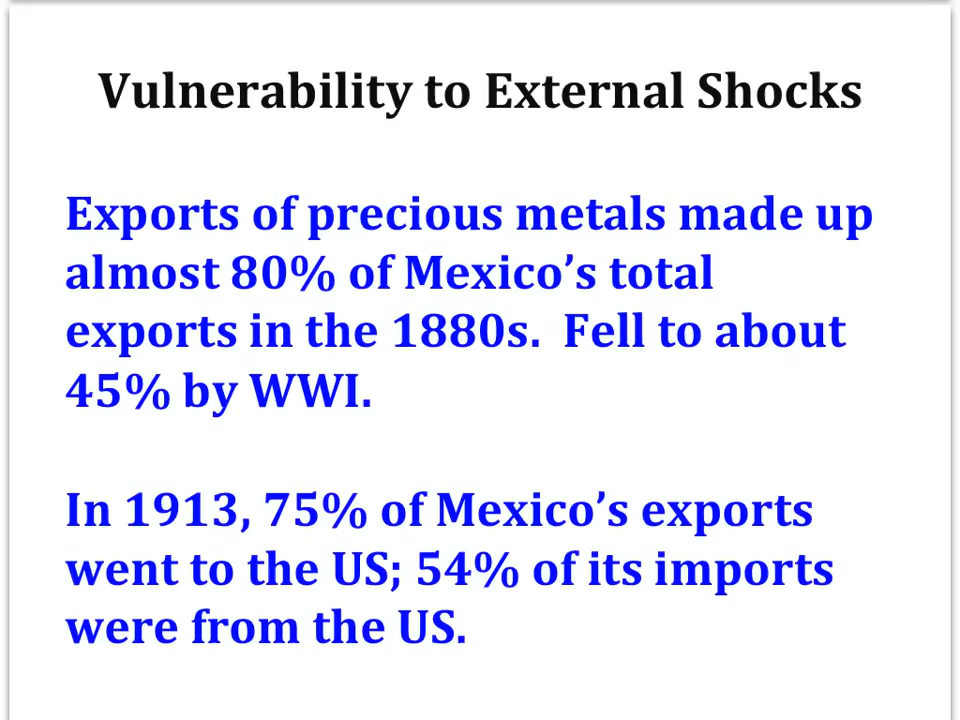 Vulnerability to External Shocks
Exports of precious metals made up
almost 80% of Mexico’s total
exports in the 1880s.  Fell to about
45% by WWI.
In 1913, 75% of Mexico’s exports
went to the US; 54% of its imports
were from the US.